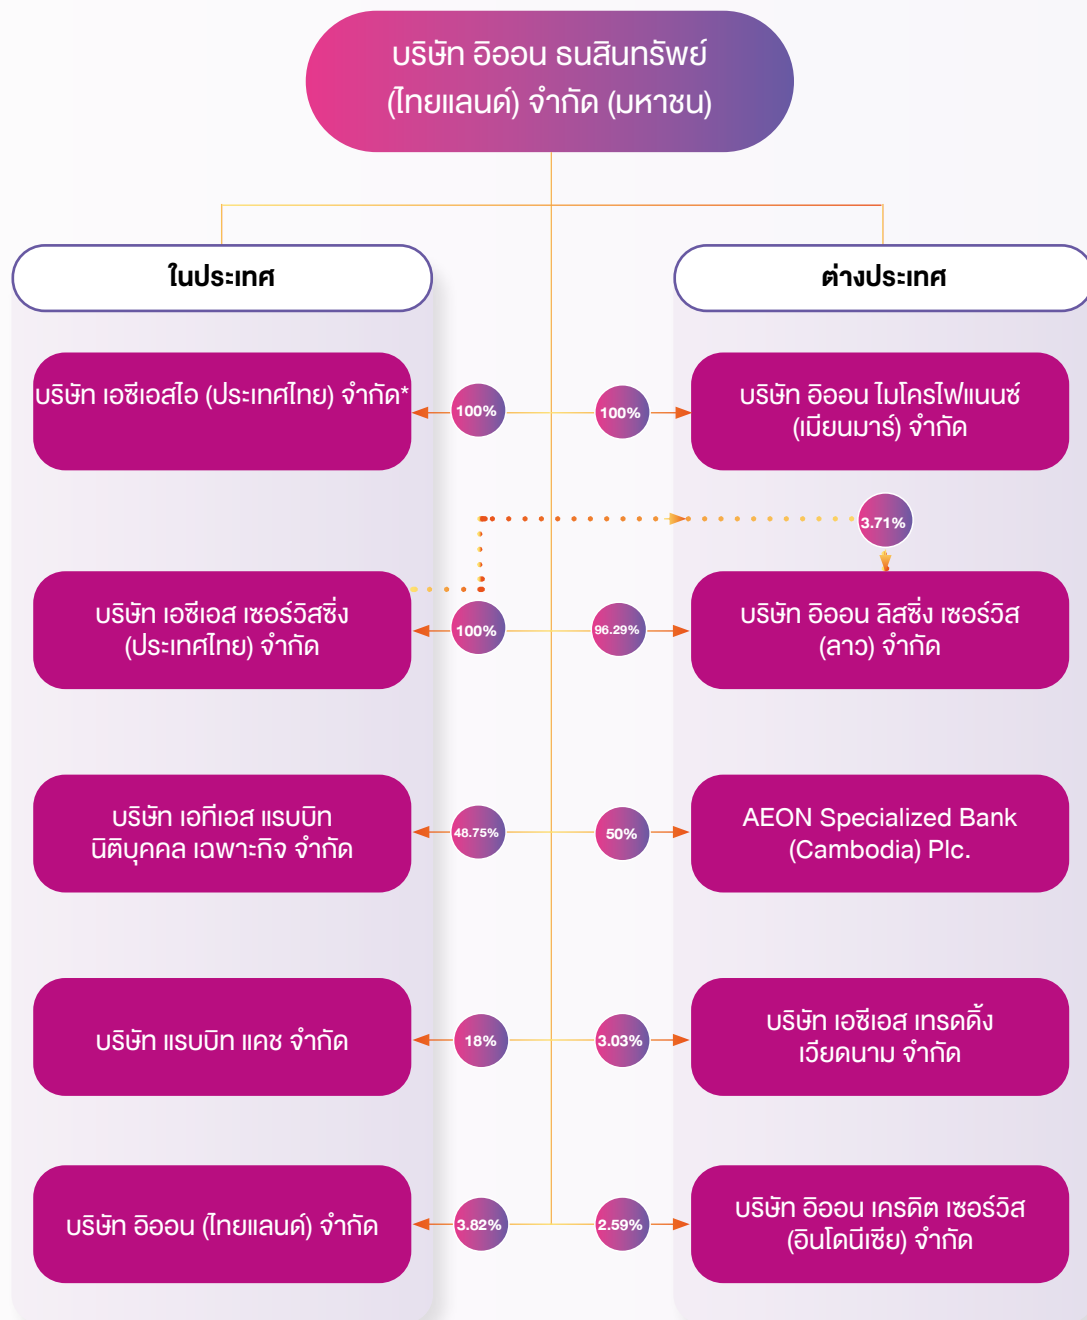 บริษัท อิออน ธนสินทรัพย์
(ไทยแลนด์) จำกัด (มหาชน)
ในประเทศ
ต่างประเทศ
บริษัท เอซีเอสไอ (ประเทศไทย) จำกัด*
100%
100%
บริษัท อิออน ไมโครไฟแนนซ์
(เมียนมาร์) จำกัด
3.71%
บริษัท เอซีเอส เซอร์วิสซิ่ง
(ประเทศไทย) จำกัด
100%
96.29%
บริษัท อิออน ลิสซิ่ง เซอร์วิส
(ลาว) จำกัด
บริษัท เอทีเอส แรบบิท
นิติบุคคล เฉพาะกิจ จำกัด
48.75%
50%
AEON Specialized Bank
(Cambodia) Plc.
บริษัท แรบบิท แคช จำกัด
18%
3.03%
บริษัท เอซีเอส เทรดดิ้ง
เวียดนาม จำกัด
บริษัท อิออน (ไทยแลนด์) จำกัด
3.82%
2.59%
บริษัท อิออน เครดิต เซอร์วิส
(อินโดนีเซีย) จำกัด